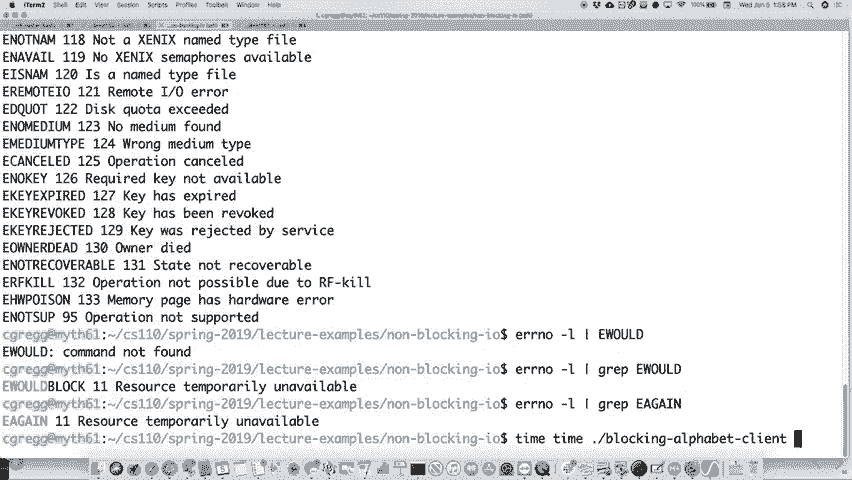 iTerm2 Shell Edit View Session Scripts Profiles Toolbelt Window Help
ENOTNAM 118 Not a XENIX named type file
ENAVAIL 119 No XENIX semaphores available
EISNAM 120 Is a named type file
EREMOTEIO 121 Remote I/O error
EDQUOT 122 Disk quota exceeded
ENOMEDIUM 123 No medium found
EMEDIUMTYPE 124 Wrong medium type
ECANCELED 125 Operation canceled
ENOKEY 126 Required key not available
EKEYEXPIRED 127 Key has expired
EKEYREVOKED 128 Key has been revoked
EKEYREJECTED 129 Key was rejected by service
EOWNERDEAD 130 Owner died
ENOTRECOVERABLE 131 State not recoverable
ERFKILL 132 Operation not possible due to RF-kill
EHWPOISON 133 Memory page has hardware error
ENOTSUP 95 Operation not supported
cgregg@myth61:~/cs110/spring-2019/lecture-examples/non-blocking-io$ errno -l | EWOULD
EWOULD: command not found
cgregg@myth61:~/cs110/spring-2019/lecture-examples/non-blocking-io$ errno -l | grep EWOULD
EWOULDBLOCK 11 Resource temporarily unavailable
cgregg@myth61:~/cs110/spring-2019/lecture-examples/non-blocking-io$ errno -l | grep EAGAIN
EAGAIN 11 Resource temporarily unavailable
cgregg@myth61:~/cs110/spring-2019/lecture-examples/non-blocking-io$ time time ./blocking-alphabet-client